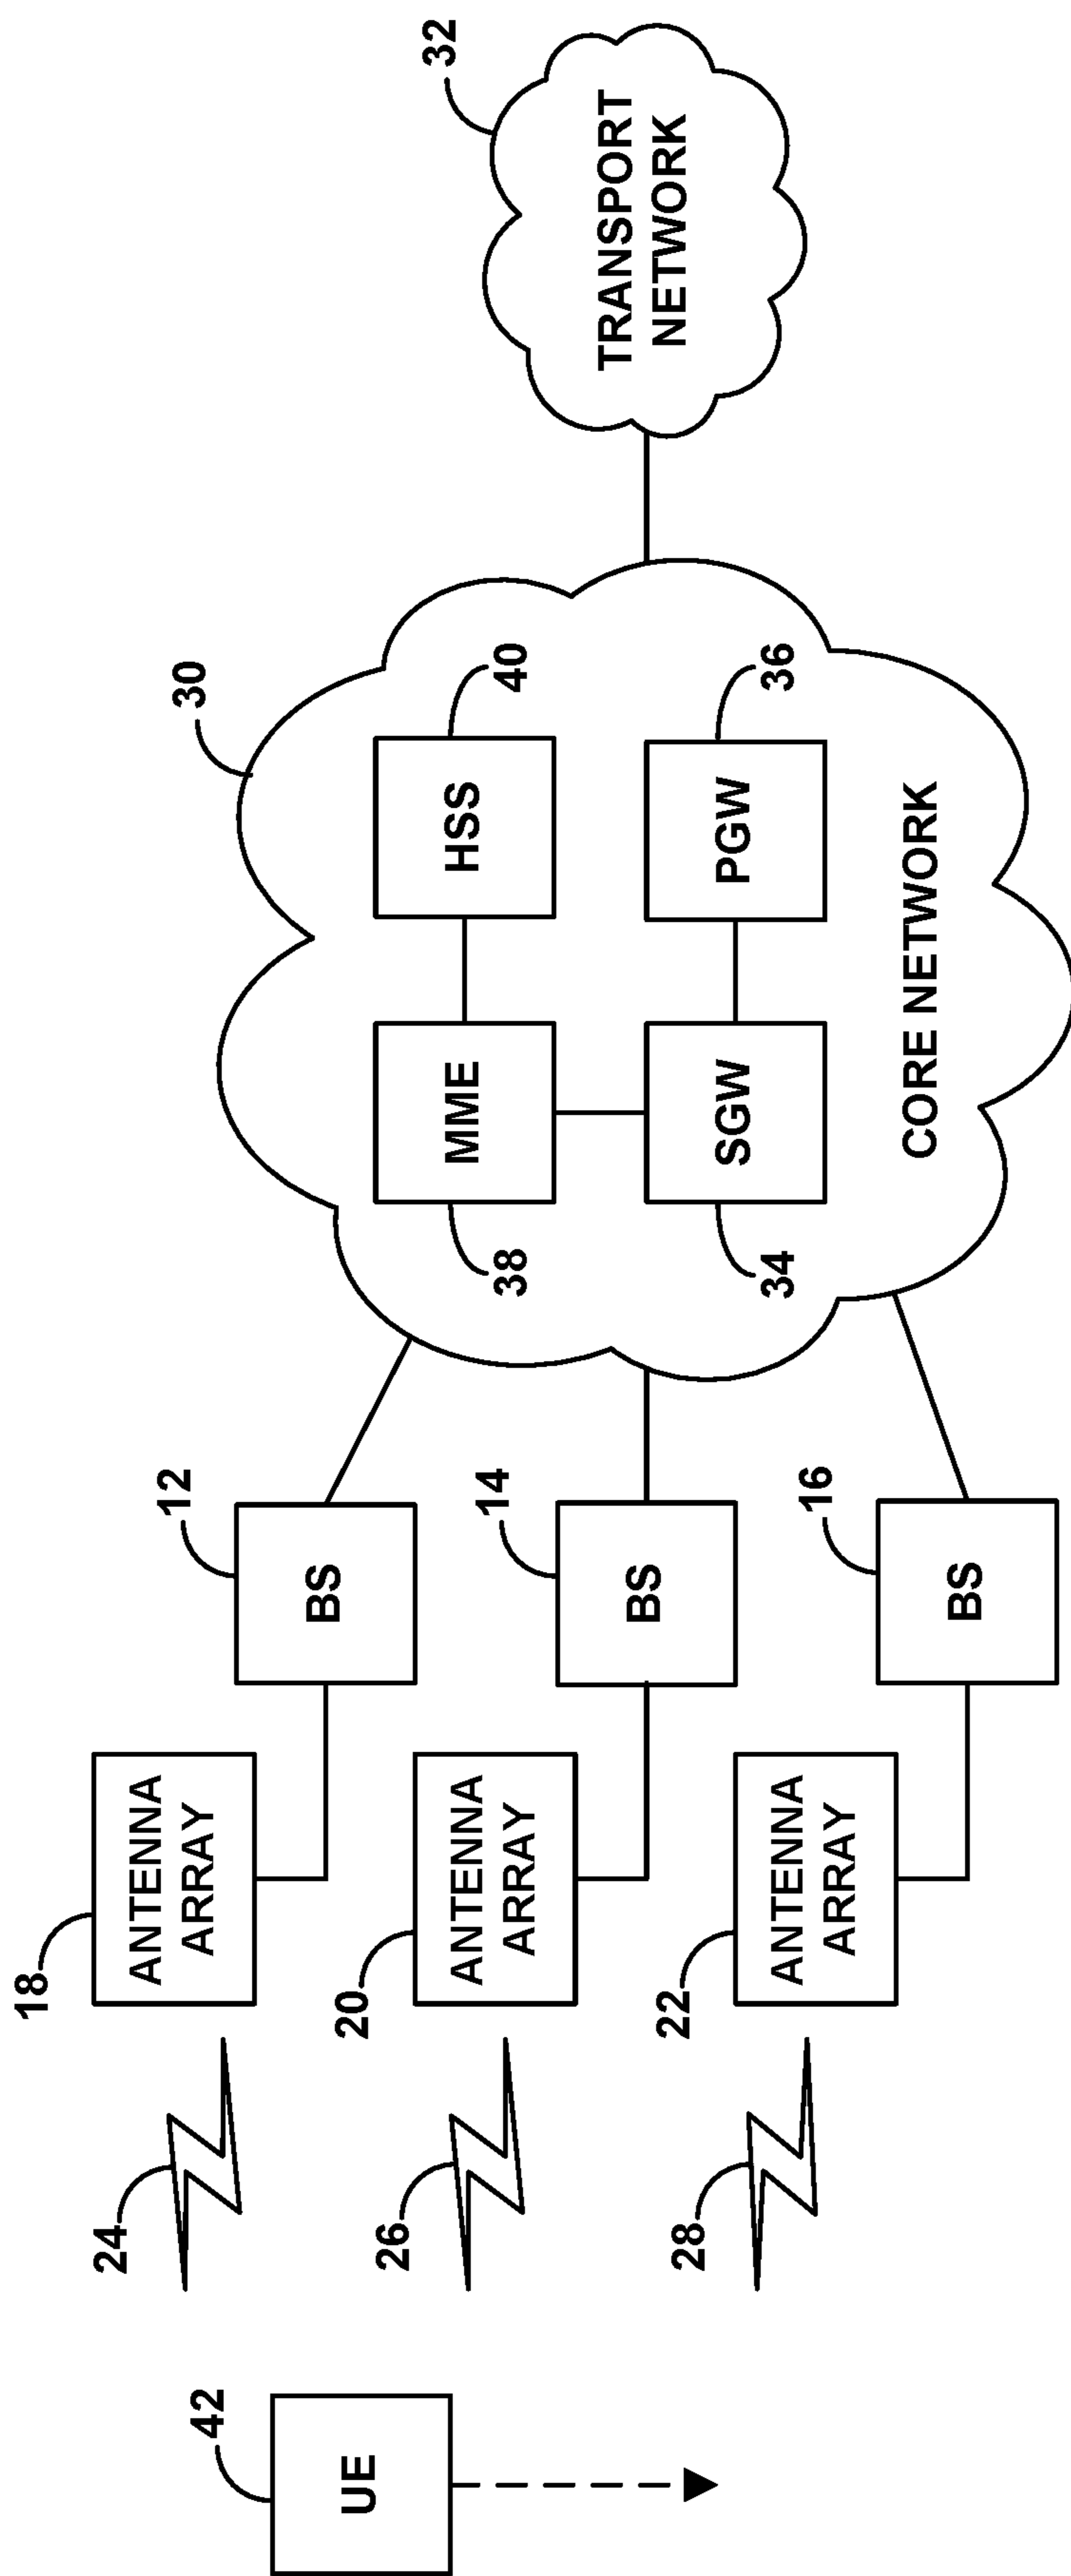 42
UE
24
26
28
18
ANTENNA
ARRAY
20
ANTENNA
ARRAY
22
ANTENNA
ARRAY
12
BS
14
BS
16
BS
30
38
MME
HSS
40
34
SGW
PGW
36
CORE NETWORK
32
TRANSPORT
NETWORK